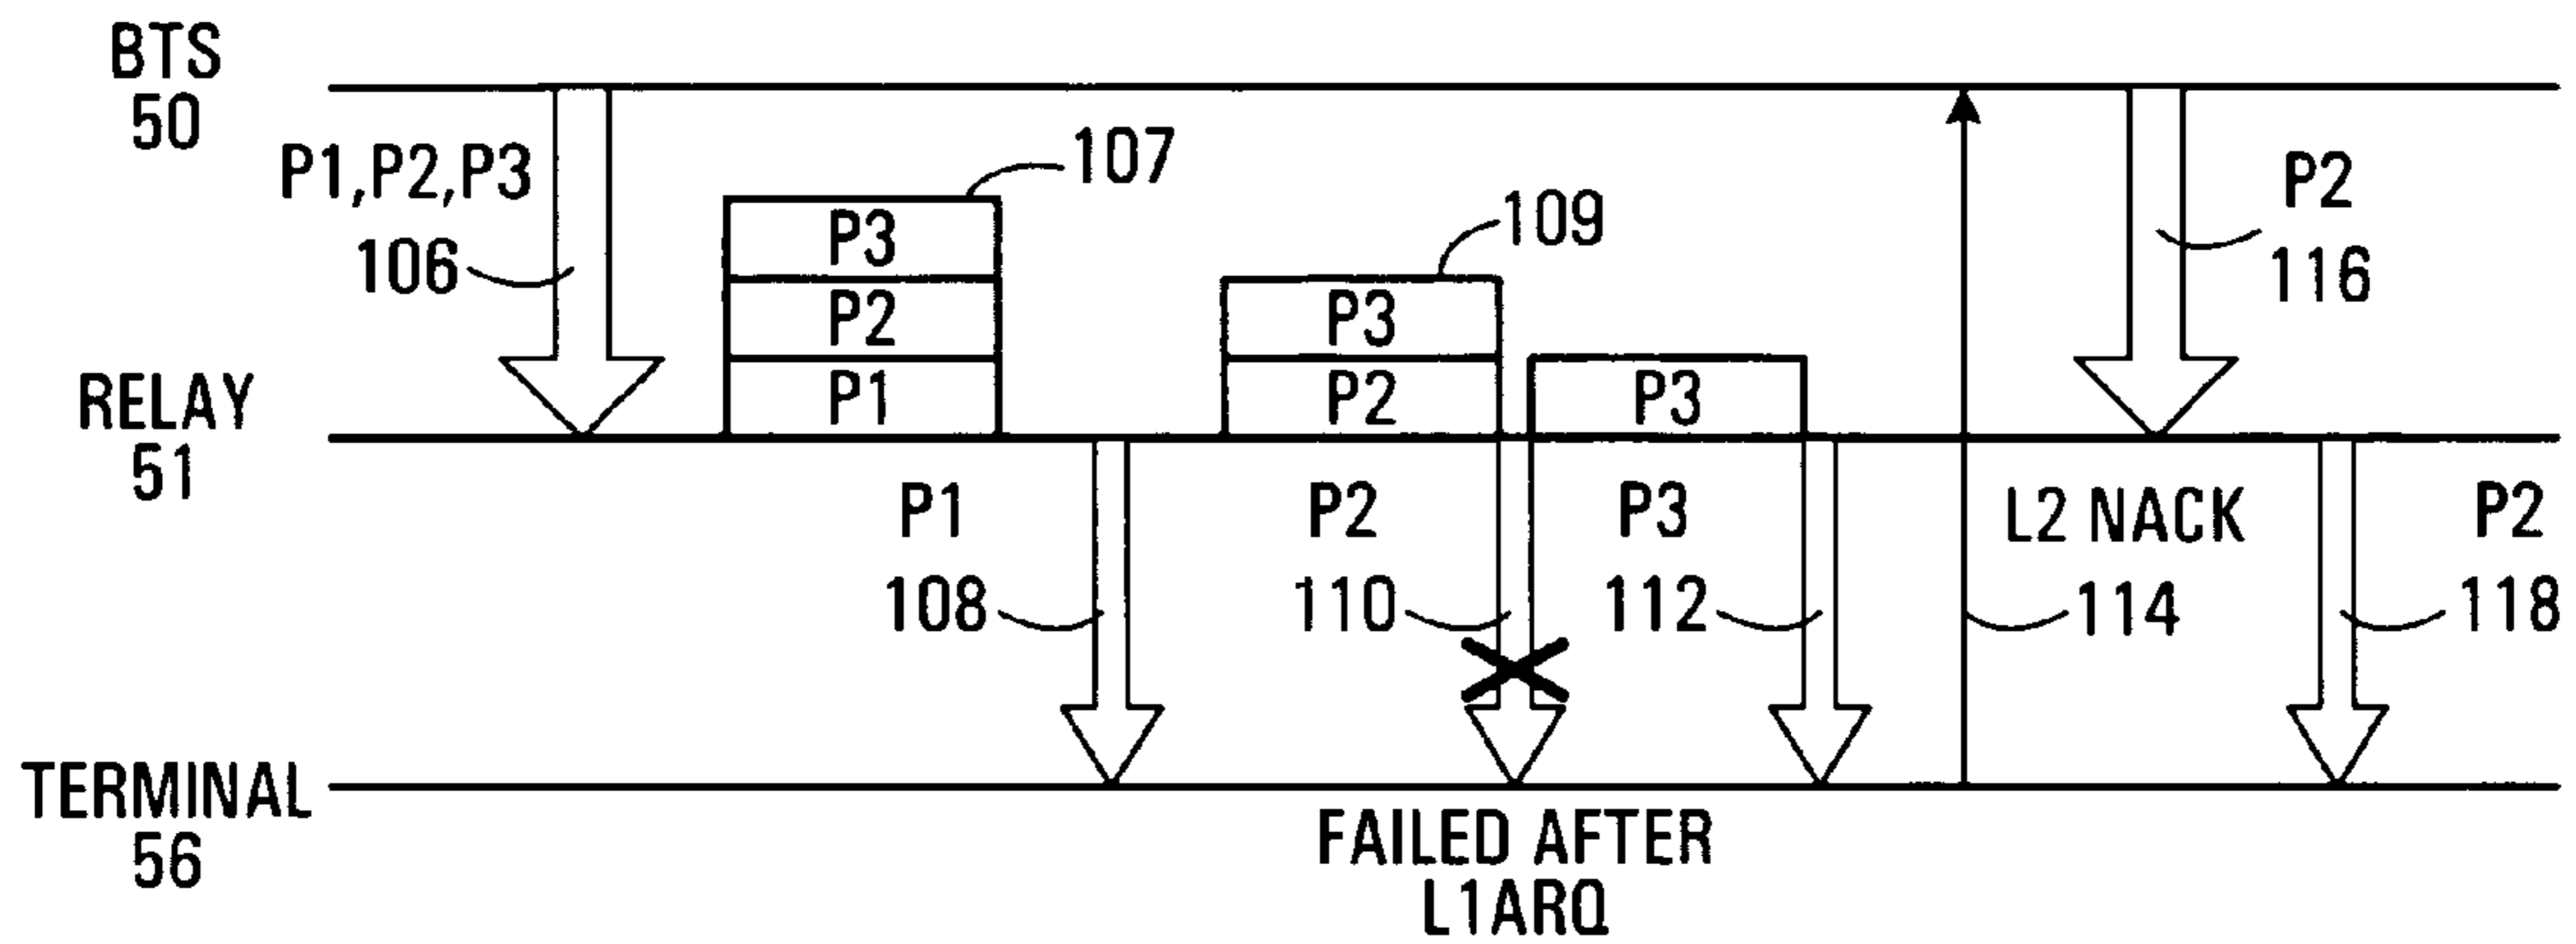 BTS
50
P1,P2,P3
106
107
P3
P2
P1
109
P3
P2
P3
P2
116
RELAY
51
P1
108
P2
110
P3
112
L2 NACK
114
P2
118
TERMINAL
56
FAILED AFTER
L1ARQ